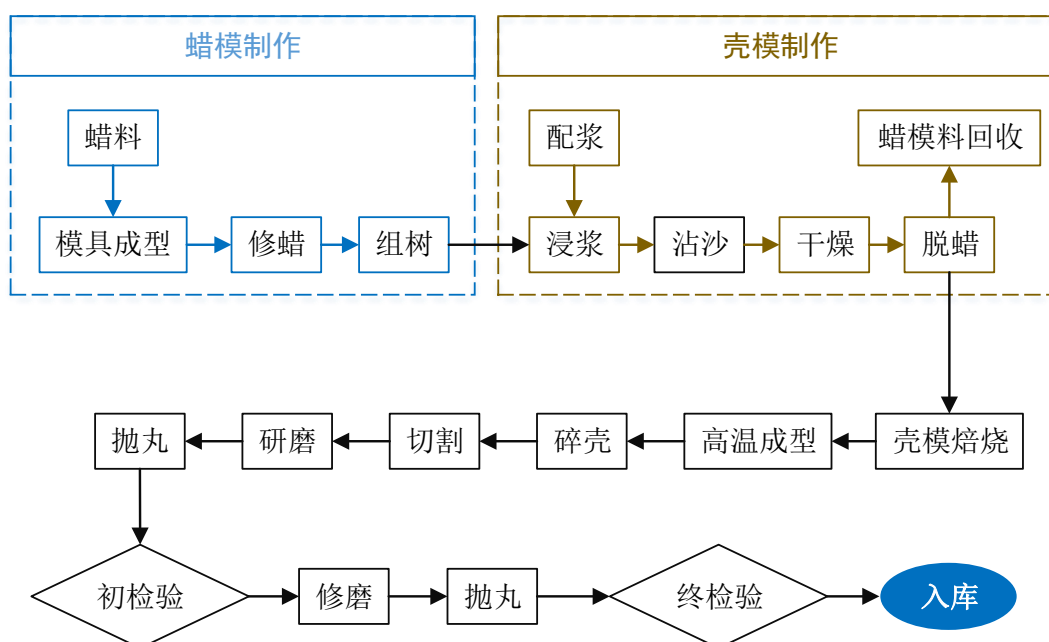 蜡模制作
壳模制作
蜡料
配浆
蜡模料回收
模具成型
修蜡
组树
浸浆
沾沙
干燥
脱蜡
抛丸
研磨
切割
碎壳
高温成型
壳模焙烧
初检验
修磨
抛丸
终检验
入库